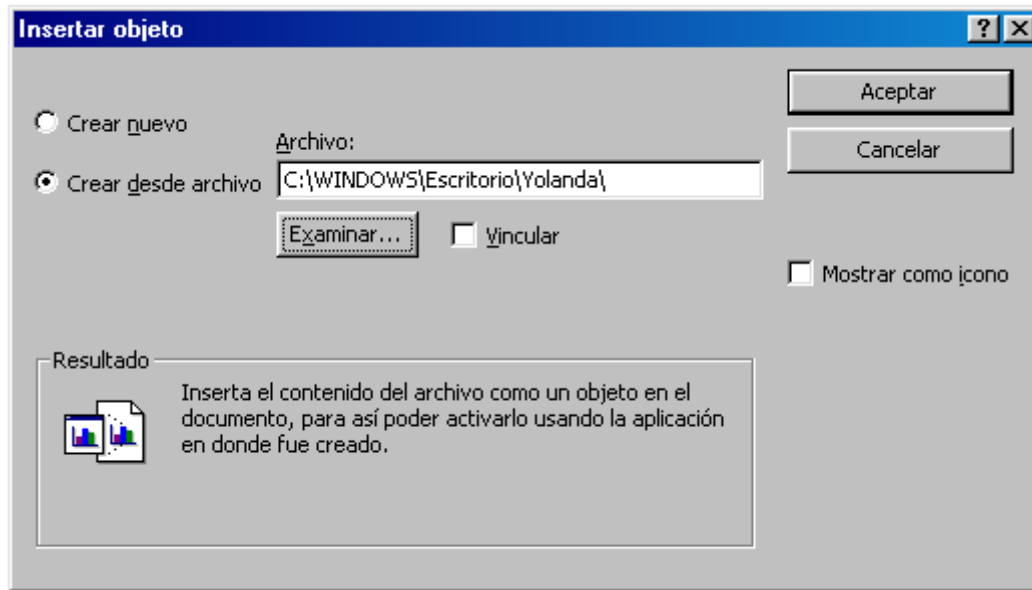 Insertar objeto
Crear nuevo
Crear desde archivo
Archivo:
C:\WINDOWS\Escritorio\Yolanda\
Examinar...
Vincular
Aceptar
Cancelar
Mostrar como icono
Resultado
Inserta el contenido del archivo como un objeto en el
documento, para así poder activarlo usando la aplicación
en donde fue creado.